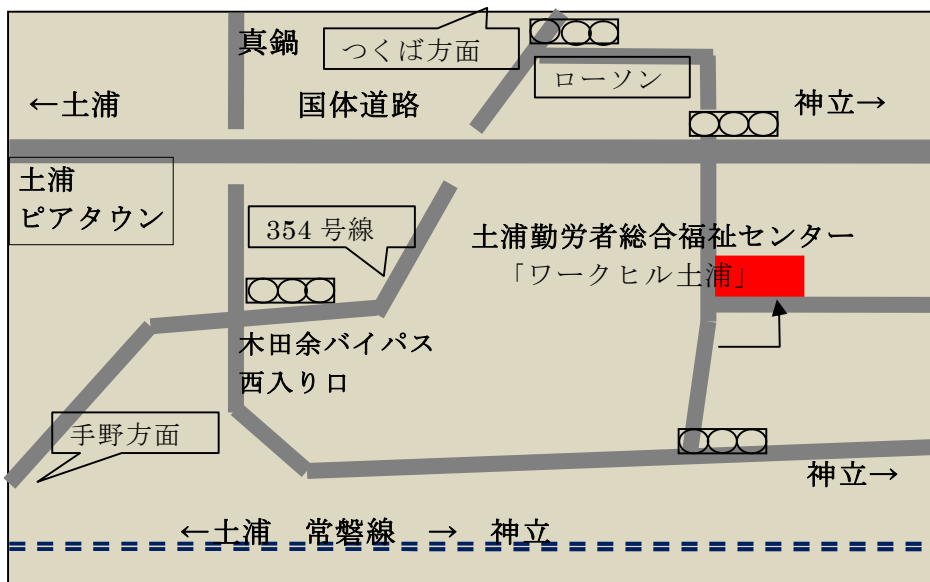 真鍋
つくば方面
ローソン
←土浦
国体道路
神立→
土浦
ピアタウン
354号線
土浦勤労者総合福祉センター
「ワークヒル土浦」
木田余バイパス
西入り口
手野方面
神立→
←土浦 常磐線 → 神立